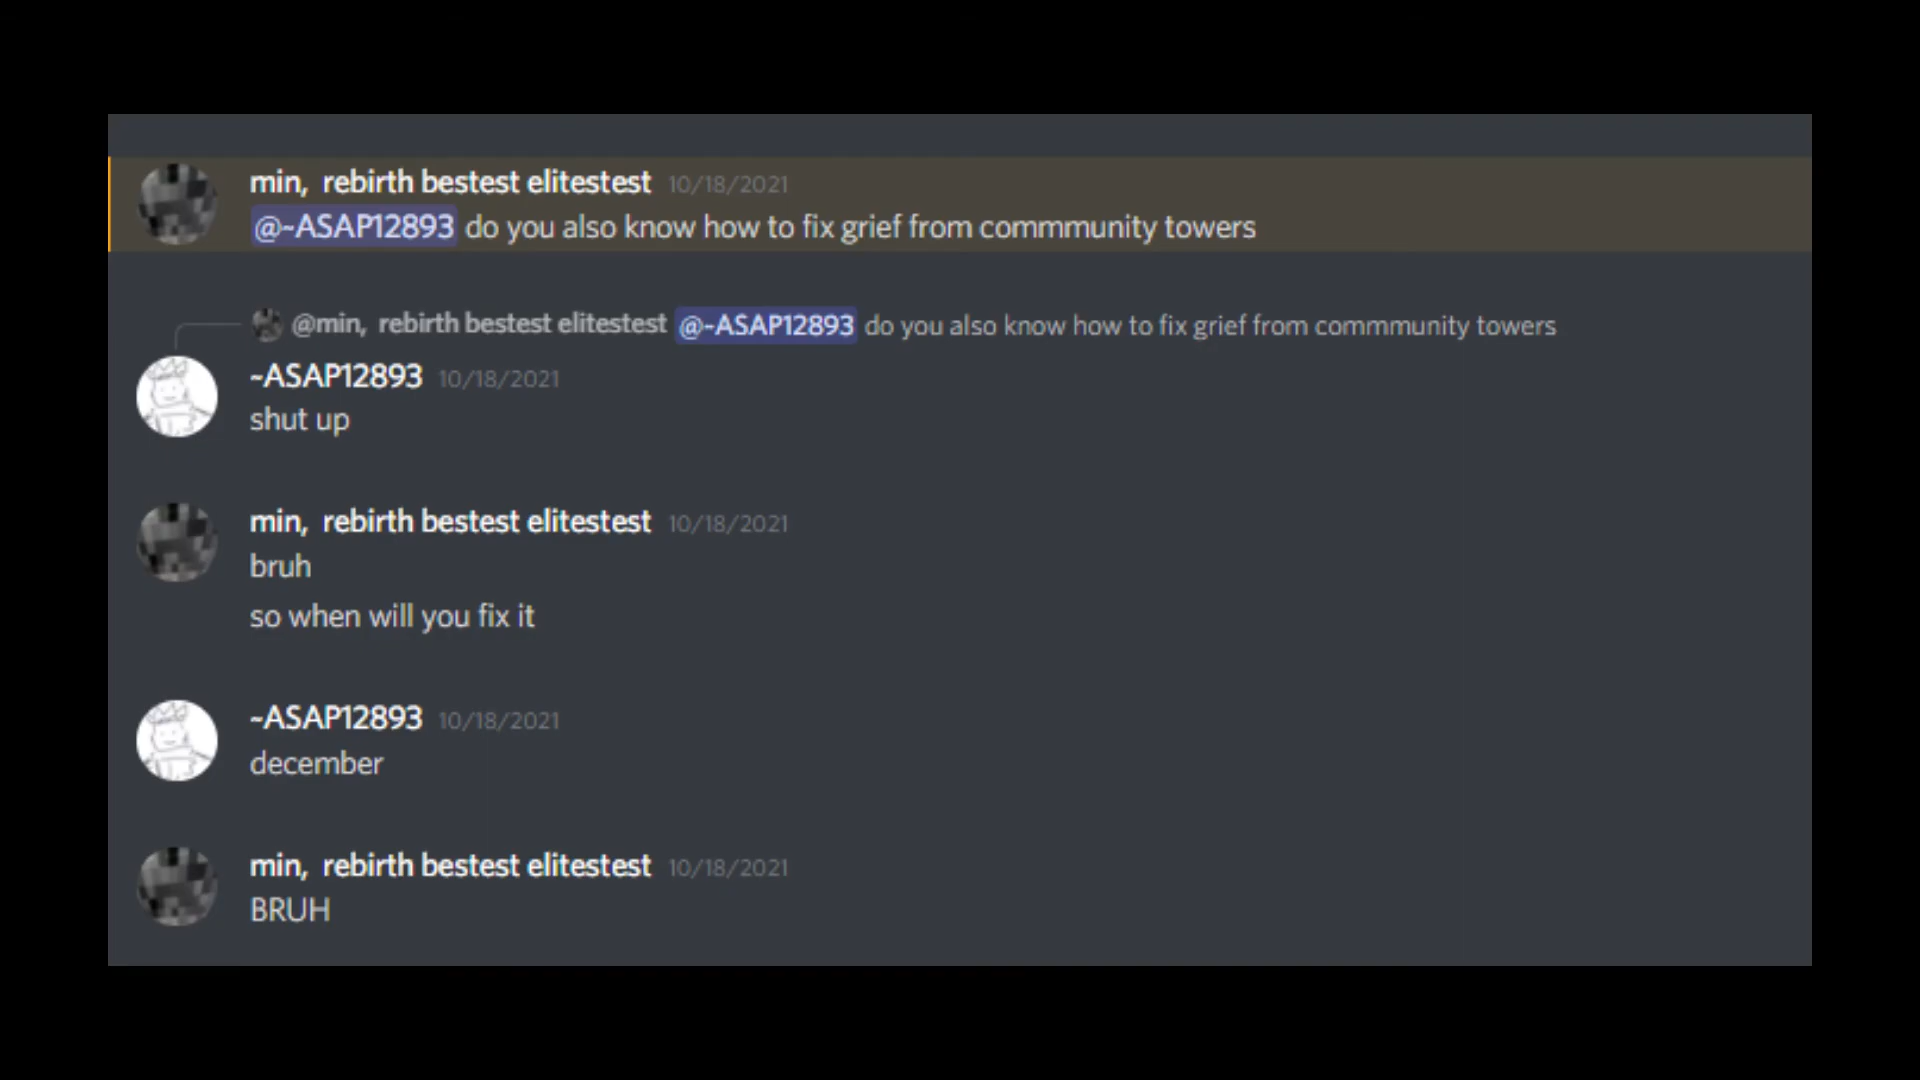 min,  rebirth bestest elitestest 10/18/2021
@~ASAP12893 do you also know how to fix grief from commmunity towers
@min,  rebirth bestest elitestest @~ASAP12893 do you also know how to fix grief from commmunity towers
~ASAP12893 10/18/2021
shut up
min,  rebirth bestest elitestest 10/18/2021
bruh
so when will you fix it
~ASAP12893 10/18/2021
december
min,  rebirth bestest elitestest 10/18/2021
BRUH